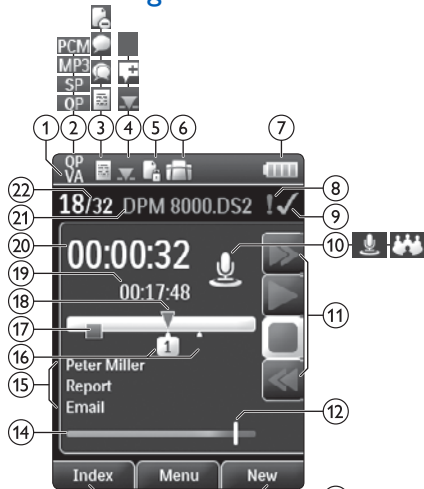 PCM
MP3
SP
QP
1 2 3 4 5 6 7
QP
VA
22
18/32 DPM 8000.DS2 !✓
8
21
9
20
00:00:32
10
19
00:17:48
18
11
17
1
16
Peter Miller
15
Report
Email
12
14
Index Menu New